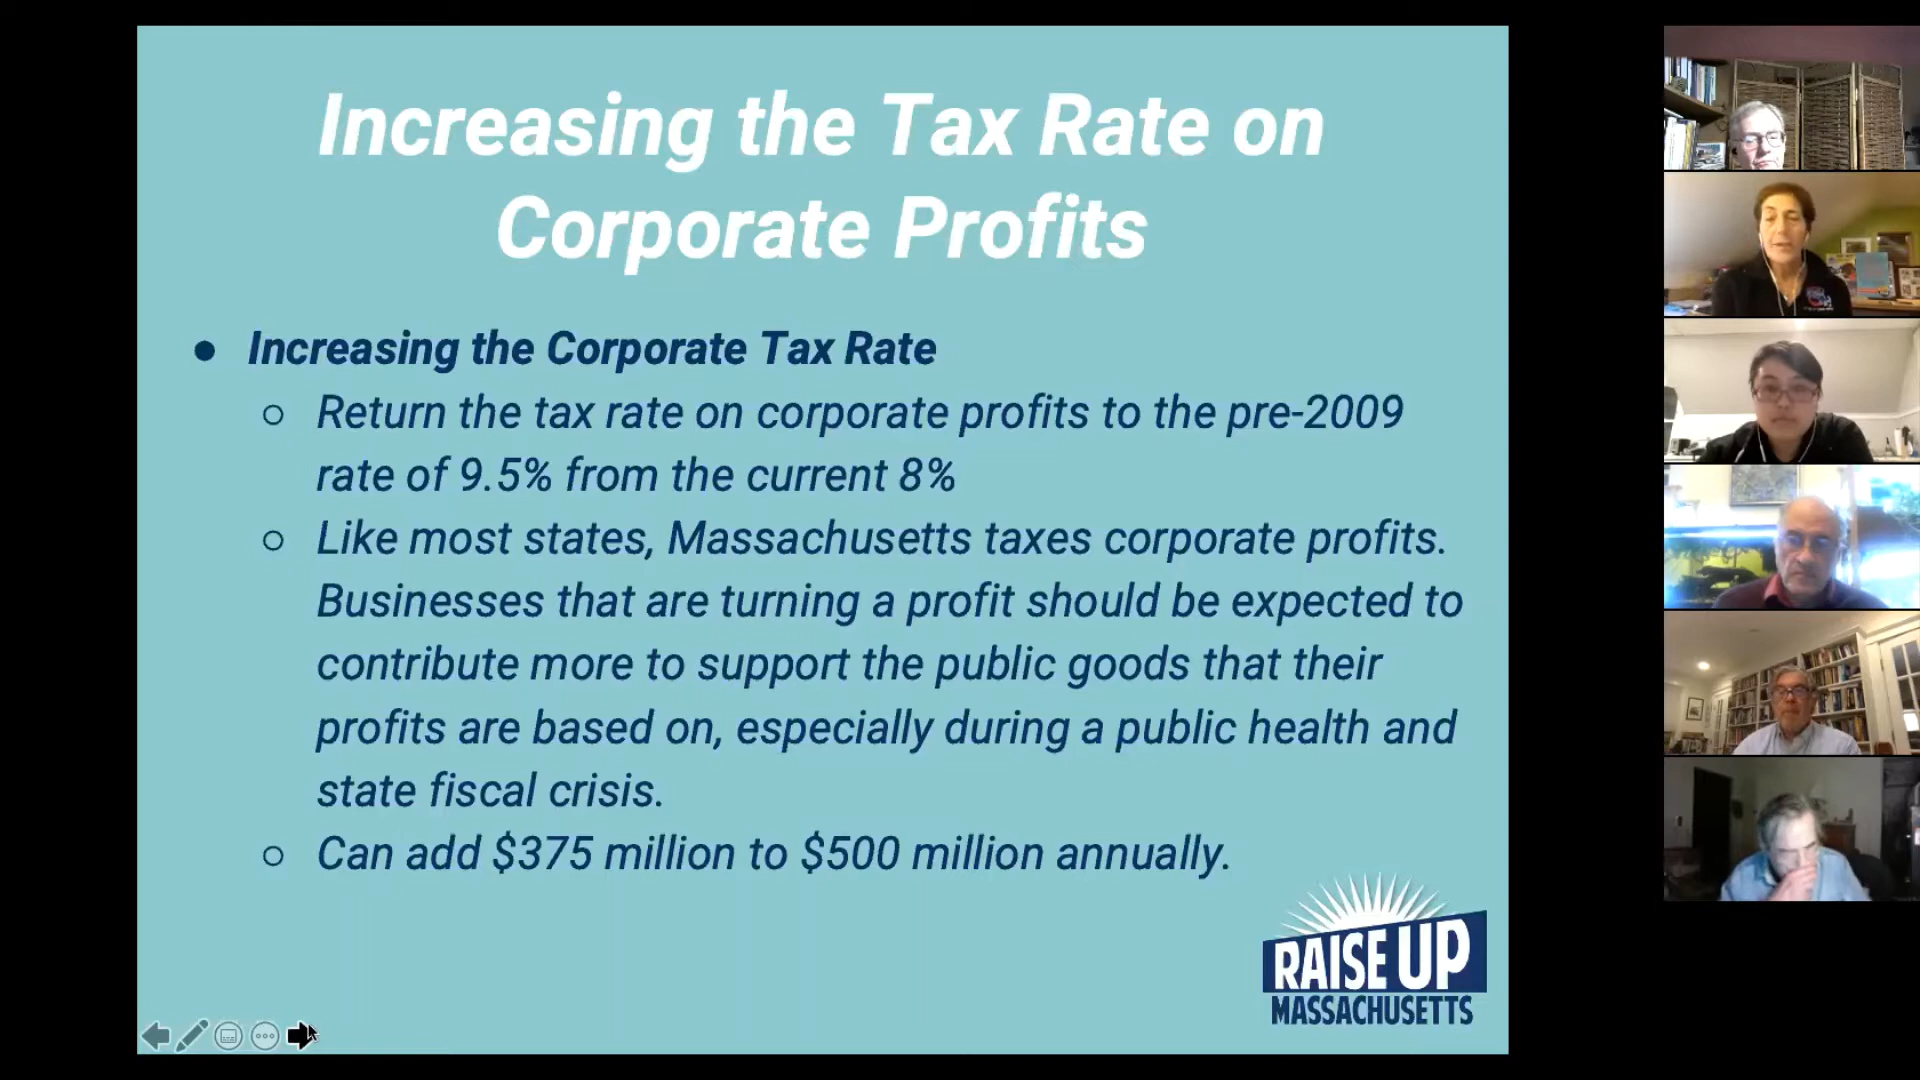 Increasing the Tax Rate on
Corporate Profits
● Increasing the Corporate Tax Rate
○ Return the tax rate on corporate profits to the pre-2009
rate of 9.5% from the current 8%
○ Like most states, Massachusetts taxes corporate profits.
Businesses that are turning a profit should be expected to
contribute more to support the public goods that their
profits are based on, especially during a public health and
state fiscal crisis.
○ Can add $375 million to $500 million annually.
RAISE UP
MASSACHUSETTS